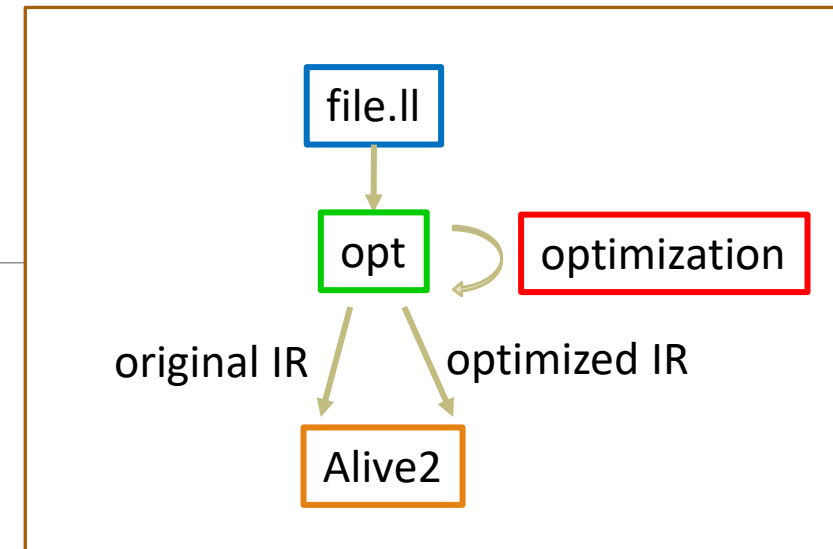 file.ll
opt
optimization
original IR
optimized IR
Alive2